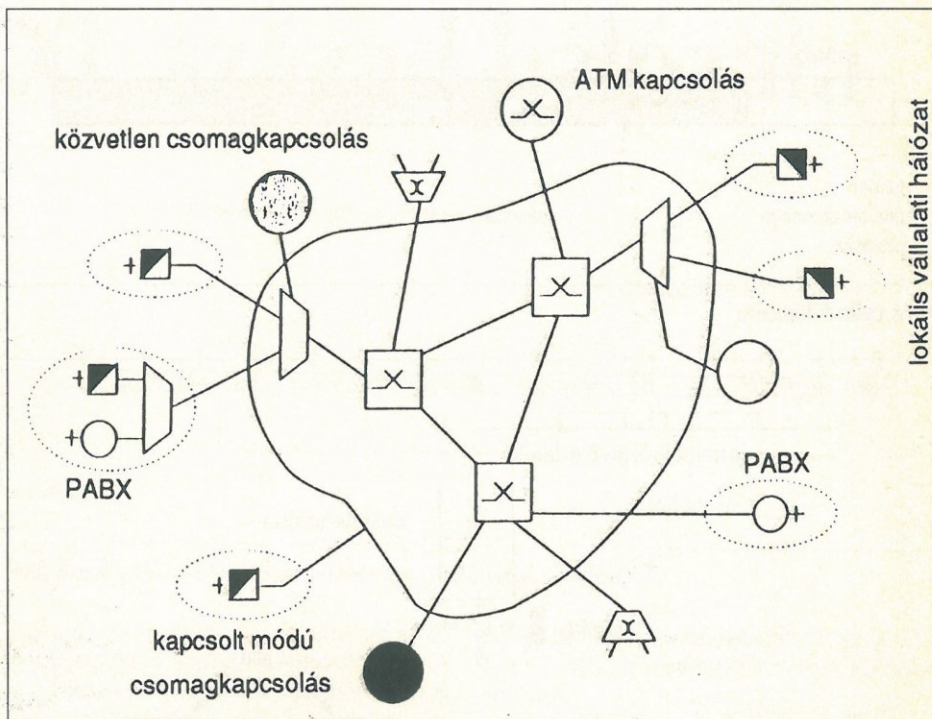 ATM kapcsolás
közvetlen csomagkapcsolás
lokális vállalati hálózat
PABX
PABX
kapcsolt módú
csomagkapcsolás